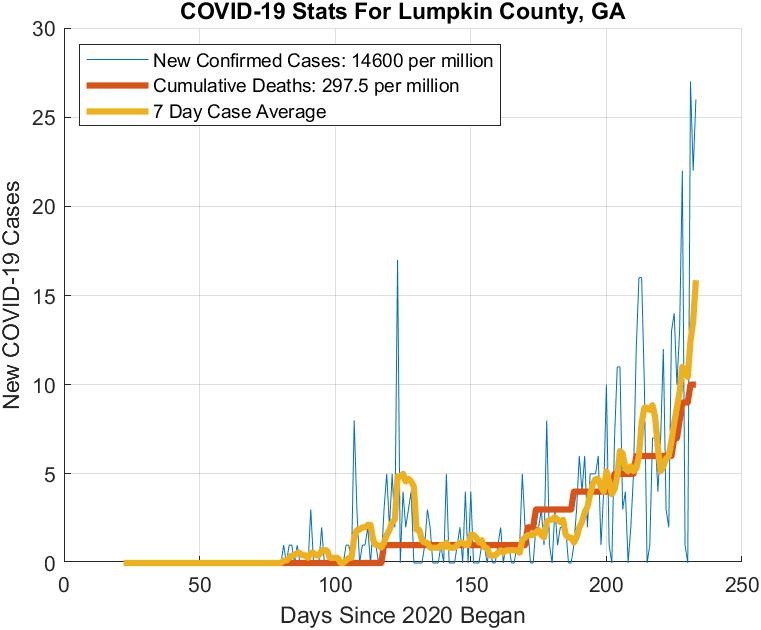 COVID-19 Stats For Lumpkin County, GA
New Confirmed Cases: 14600 per million
Cumulative Deaths: 297.5 per million
7 Day Case Average
New COVID-19 Cases
30
25
20
15
10
5
0
0 50 100 150 200 250
Days Since 2020 Began